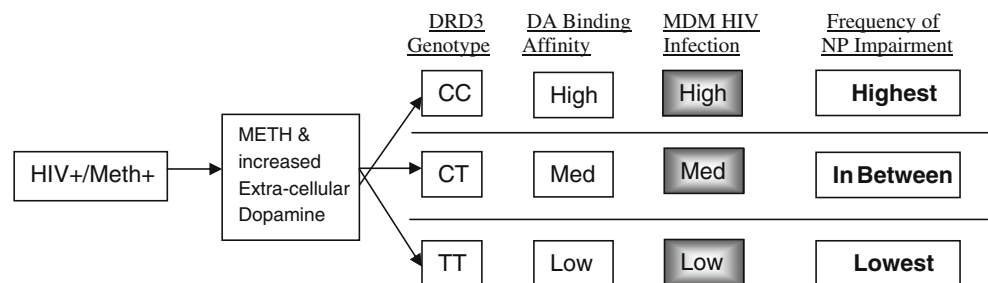 DRD3 Genotype
DA Binding Affinity
MDM HIV Infection
Frequency of NP Impairment
HIV+/Meth+
METH &
increased
Extra-cellular
Dopamine
CC
High
High
Highest
CT
Med
Med
In Between
TT
Low
Low
Lowest